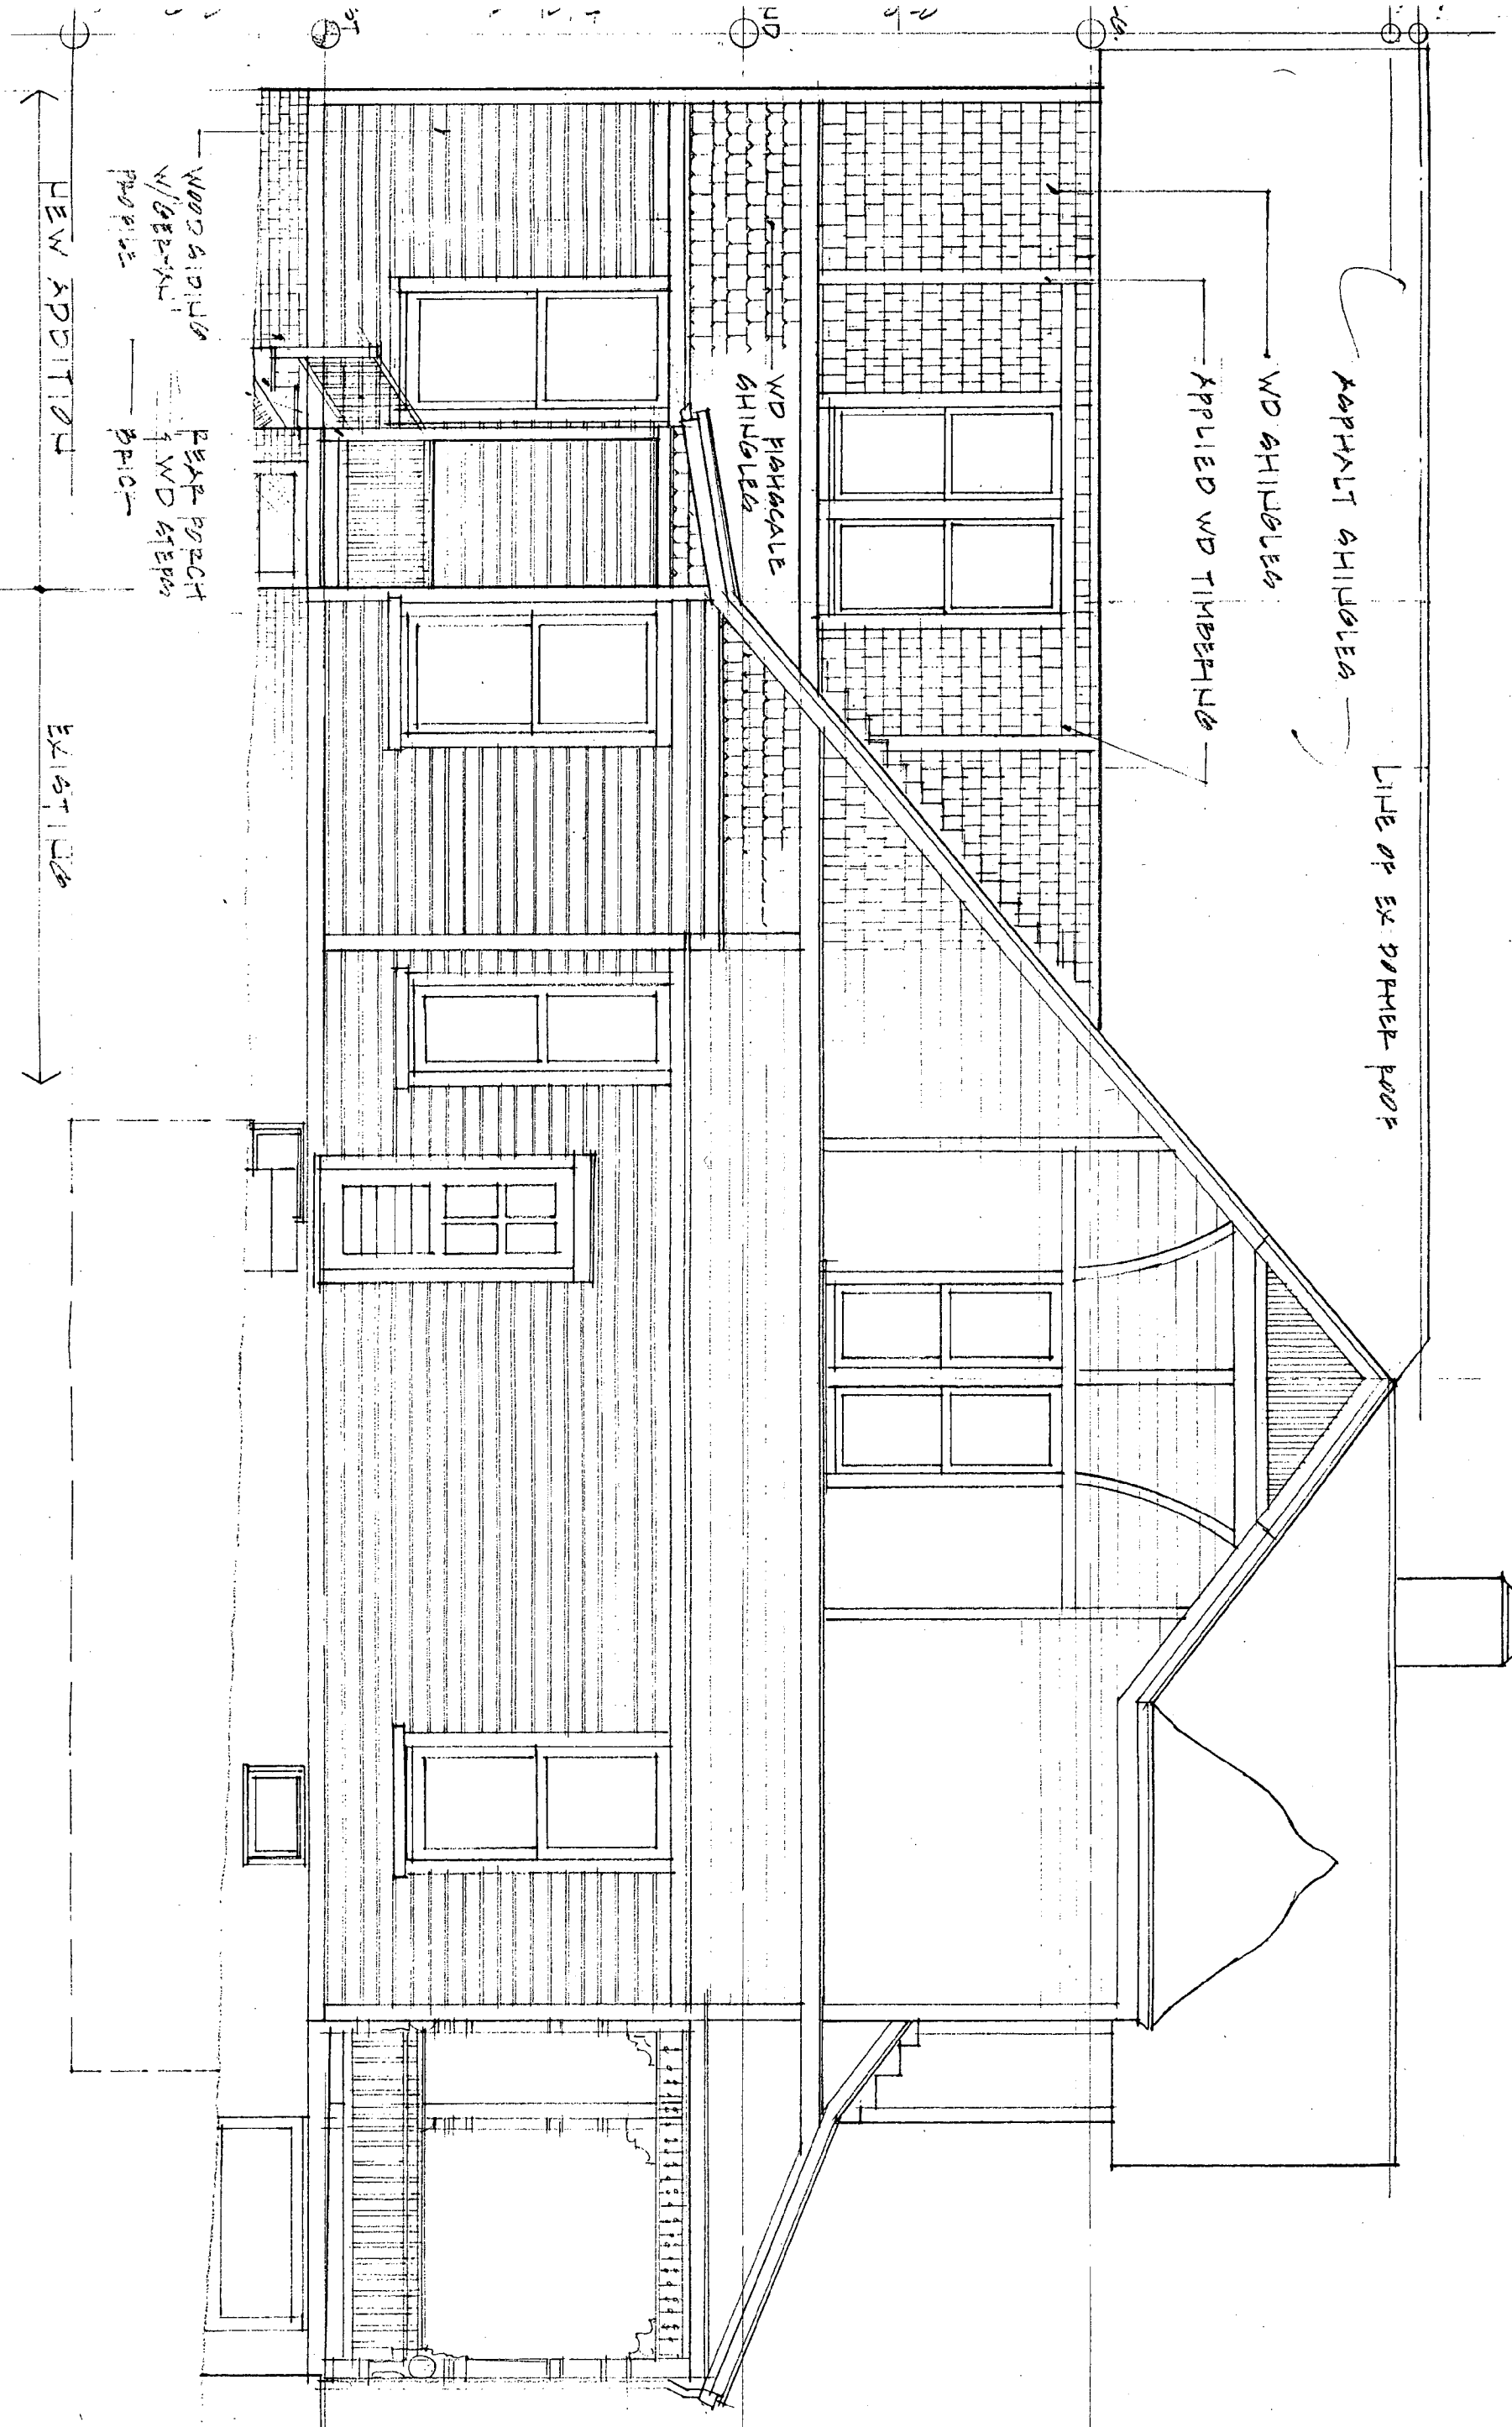 LINE OF EX DORMER ROOF
ASPHALT SHINGLES
WD SHINGLES
APPLIED WD TIMBERING
WD FISHSCALE
SHINGLES
WOOD SIDING
PROFILE
REAR PORCH
& WD STEPS
BRICK
NEW ADDITION
EXISTING